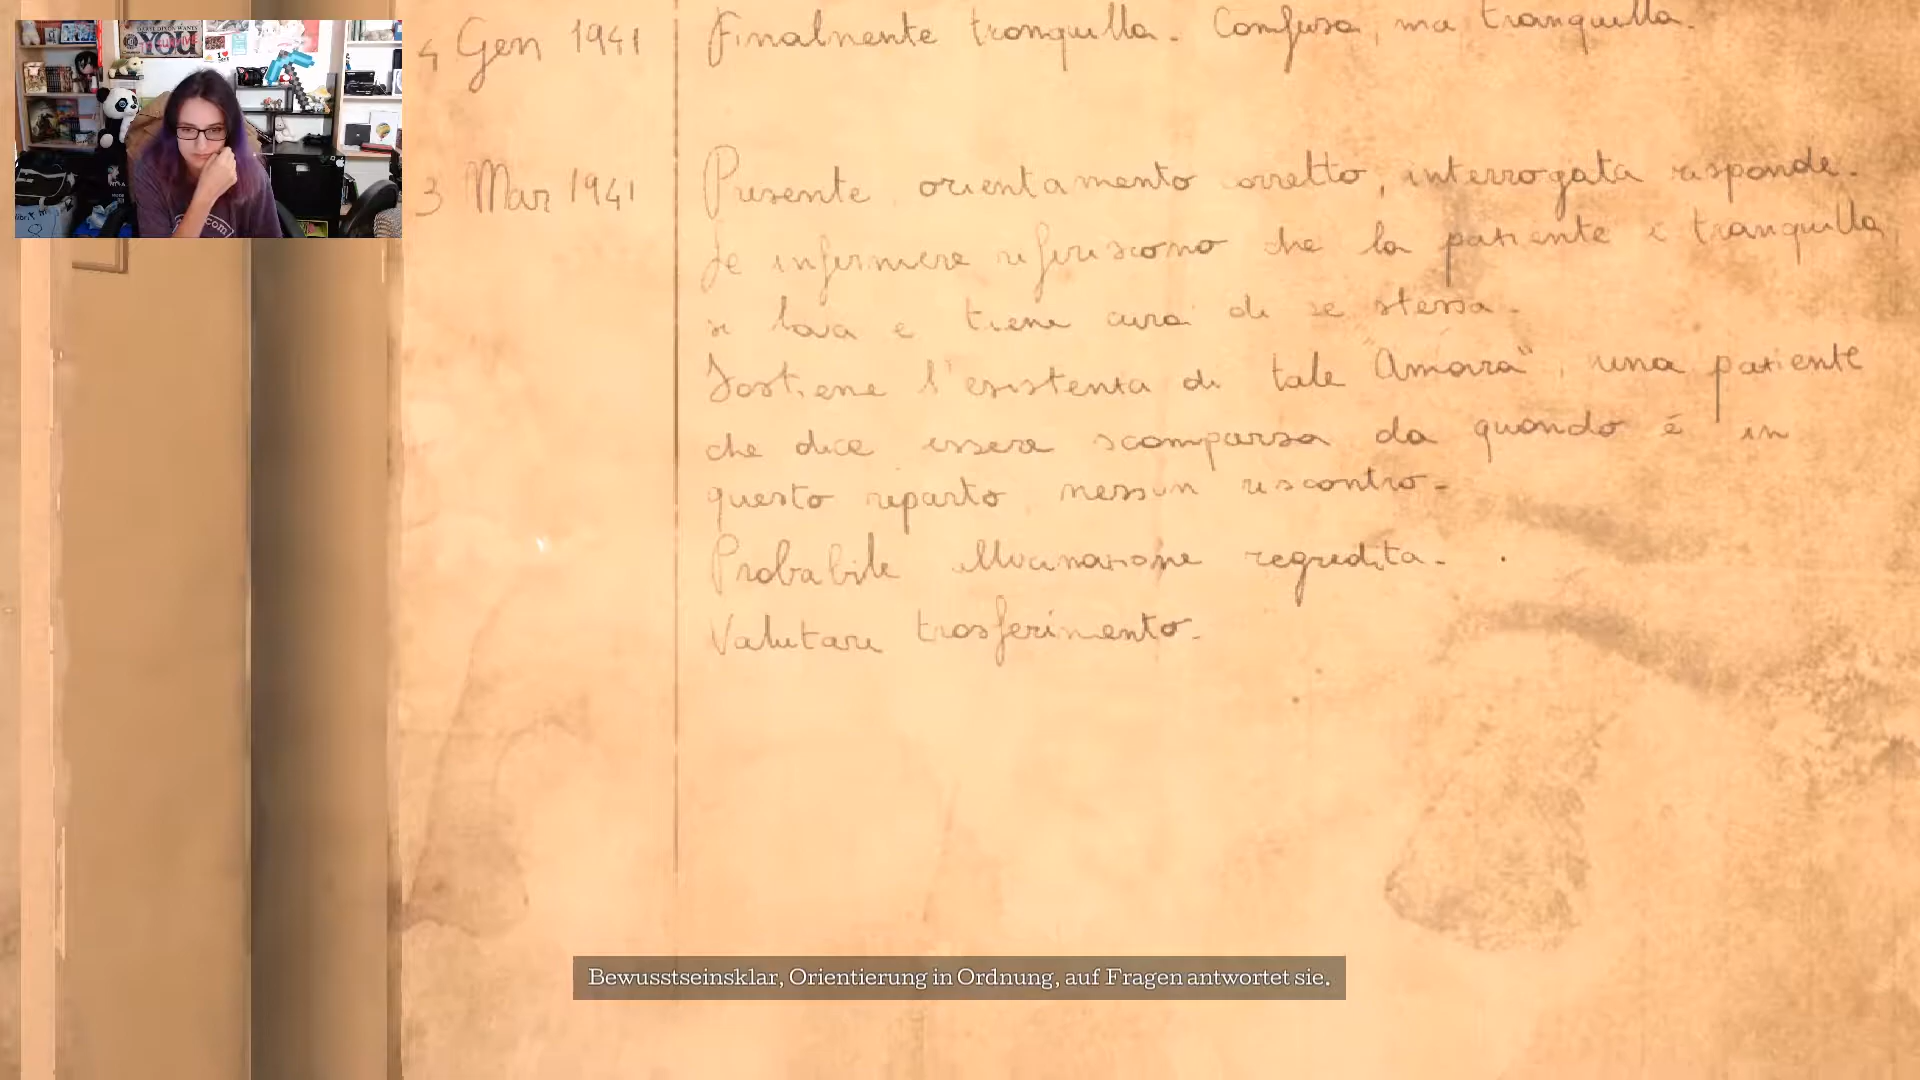 YOU
4 Gen 1941 Finalmente tranquilla. Confusa, ma tranquilla.
3 Mar 1941 Presente orientamento corretto, interrogata risponde.
Le infermiere riferiscono che la paziente è tranquilla,
si lava e tiene cura di se stessa.
Sostiene l'esistenza di tale "Amara", una paziente
che dice essere scomparsa da quando é in
questo reparto nessun riscontro.
Probabile allucinazione regredita.
Valutare trasferimento.
Bewusstseinsklar, Orientierung in Ordnung, auf Fragen antwortet sie.